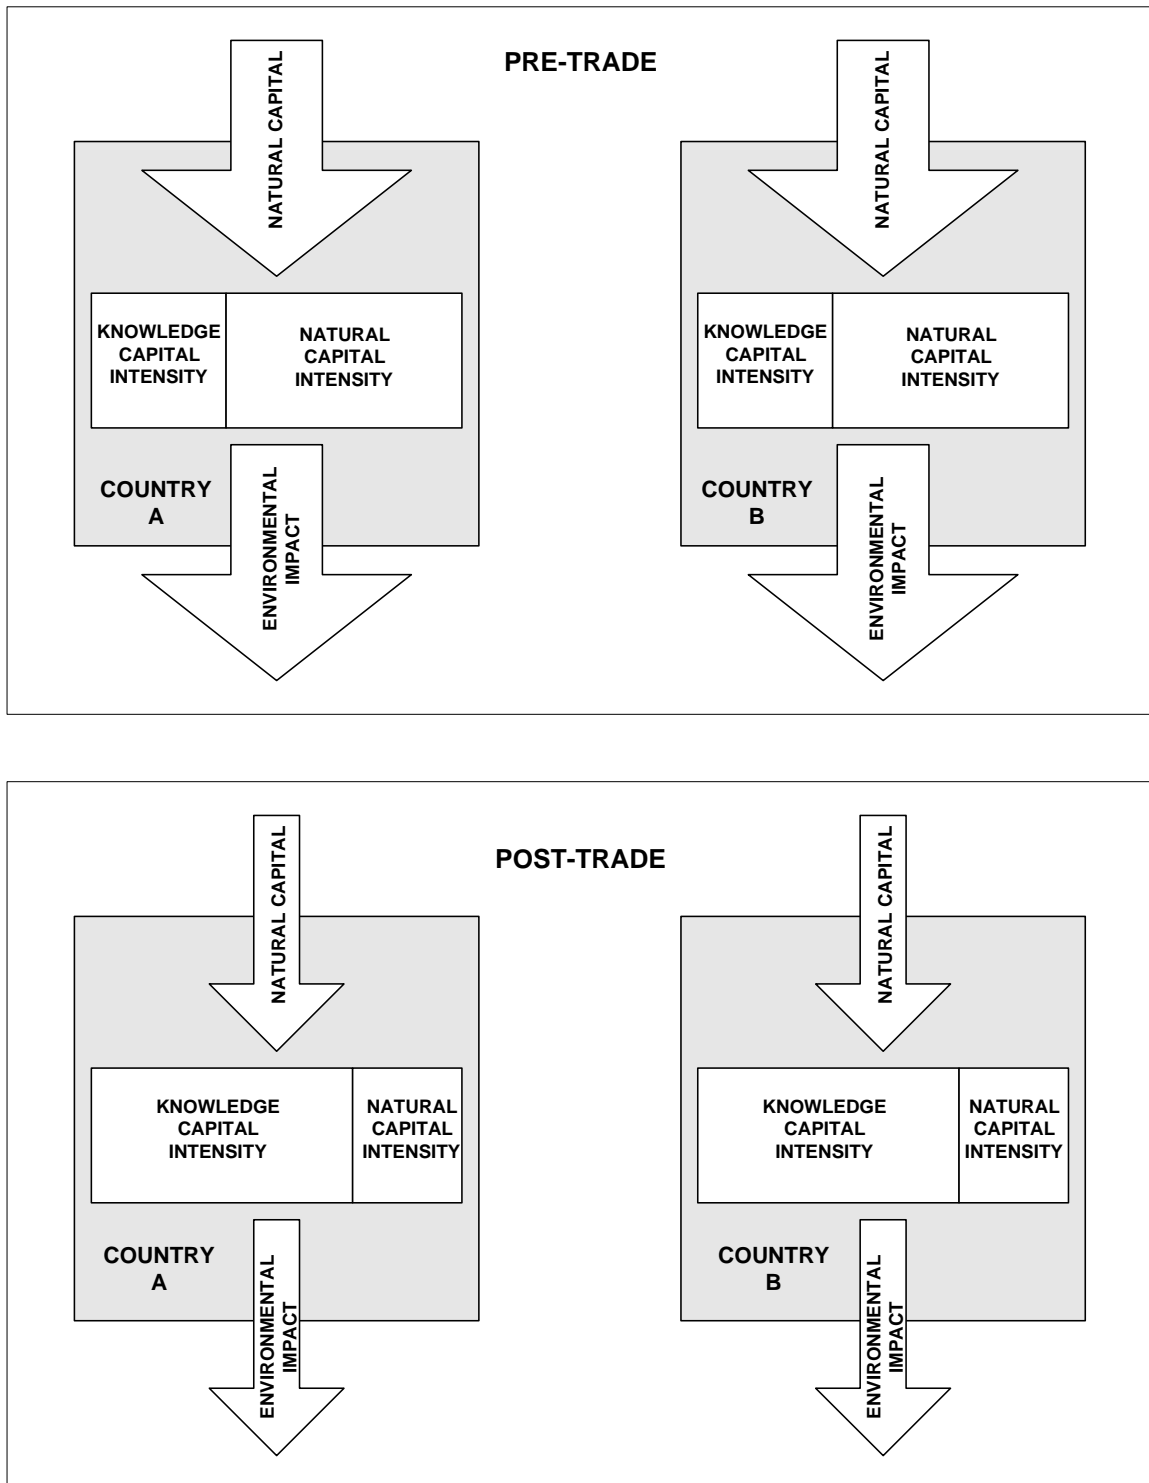 PRE-TRADE
NATURAL CAPITAL
KNOWLEDGE
CAPITAL
INTENSITY
NATURAL
CAPITAL
INTENSITY
COUNTRY
A
ENVIRONMENTAL
IMPACT
NATURAL CAPITAL
KNOWLEDGE
CAPITAL
INTENSITY
NATURAL
CAPITAL
INTENSITY
COUNTRY
B
ENVIRONMENTAL
IMPACT
POST-TRADE
NATURAL CAPITAL
KNOWLEDGE
CAPITAL
INTENSITY
NATURAL
CAPITAL
INTENSITY
COUNTRY
A
ENVIRONMENTAL
IMPACT
NATURAL CAPITAL
KNOWLEDGE
CAPITAL
INTENSITY
NATURAL
CAPITAL
INTENSITY
COUNTRY
B
ENVIRONMENTAL
IMPACT